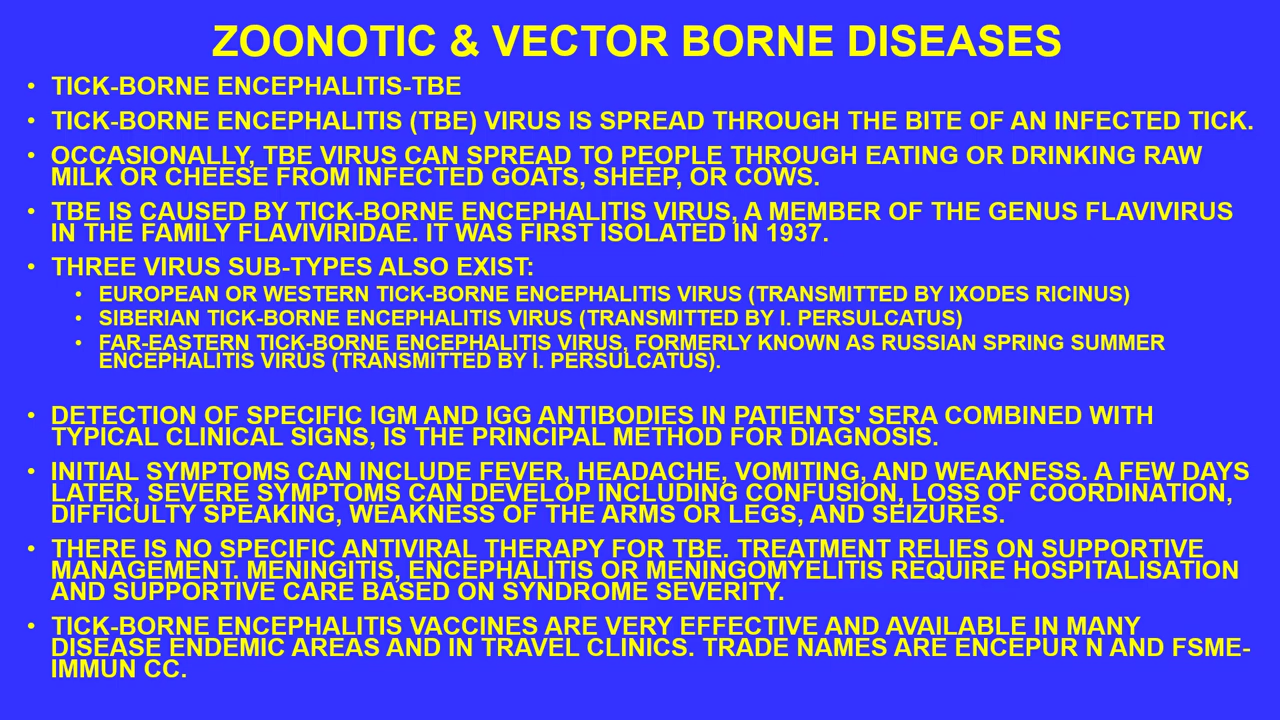 ZOONOTIC & VECTOR BORNE DISEASES
• TICK-BORNE ENCEPHALITIS-TBE
• TICK-BORNE ENCEPHALITIS (TBE) VIRUS IS SPREAD THROUGH THE BITE OF AN INFECTED TICK.
• OCCASIONALLY, TBE VIRUS CAN SPREAD TO PEOPLE THROUGH EATING OR DRINKING RAW
MILK OR CHEESE FROM INFECTED GOATS, SHEEP, OR COWS.
• TBE IS CAUSED BY TICK-BORNE ENCEPHALITIS VIRUS, A MEMBER OF THE GENUS FLAVIVIRUS
IN THE FAMILY FLAVIVIRIDAE. IT WAS FIRST ISOLATED IN 1937.
• THREE VIRUS SUB-TYPES ALSO EXIST:
• EUROPEAN OR WESTERN TICK-BORNE ENCEPHALITIS VIRUS (TRANSMITTED BY IXODES RICINUS)
• SIBERIAN TICK-BORNE ENCEPHALITIS VIRUS (TRANSMITTED BY I. PERSULCATUS)
• FAR-EASTERN TICK-BORNE ENCEPHALITIS VIRUS, FORMERLY KNOWN AS RUSSIAN SPRING SUMMER
ENCEPHALITIS VIRUS (TRANSMITTED BY I. PERSULCATUS).
• DETECTION OF SPECIFIC IGM AND IGG ANTIBODIES IN PATIENTS' SERA COMBINED WITH
TYPICAL CLINICAL SIGNS, IS THE PRINCIPAL METHOD FOR DIAGNOSIS.
• INITIAL SYMPTOMS CAN INCLUDE FEVER, HEADACHE, VOMITING, AND WEAKNESS. A FEW DAYS
LATER, SEVERE SYMPTOMS CAN DEVELOP INCLUDING CONFUSION, LOSS OF COORDINATION,
DIFFICULTY SPEAKING, WEAKNESS OF THE ARMS OR LEGS, AND SEIZURES.
• THERE IS NO SPECIFIC ANTIVIRAL THERAPY FOR TBE. TREATMENT RELIES ON SUPPORTIVE
MANAGEMENT. MENINGITIS, ENCEPHALITIS OR MENINGOMYELITIS REQUIRE HOSPITALISATION
AND SUPPORTIVE CARE BASED ON SYNDROME SEVERITY.
• TICK-BORNE ENCEPHALITIS VACCINES ARE VERY EFFECTIVE AND AVAILABLE IN MANY
DISEASE ENDEMIC AREAS AND IN TRAVEL CLINICS. TRADE NAMES ARE ENCEPUR N AND FSME-
IMMUN CC.